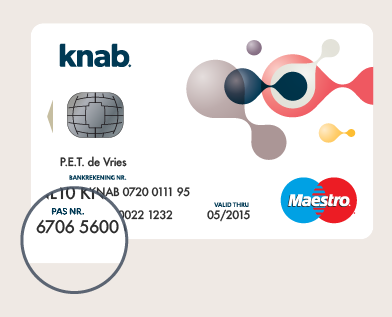 knab.
P.E.T. de Vries
BANKREKENING NR.
NAB 0720 0111 95
PAS NR.
6706 5600 0022 1232
VALID THRU
05/2015
Maestro